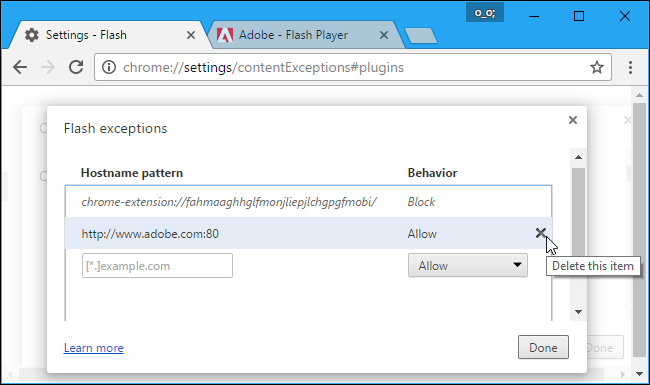 o_o;
Settings - Flash
Adobe - Flash Player
chrome://settings/contentExceptions#plugins
Flash exceptions
Hostname pattern Behavior
chrome-extension://fahmaaghhglfmonjliepjlchgpgfmobi/ Block
http://www.adobe.com:80 Allow
[*.]example.com Allow
Delete this item
Learn more Done
Done